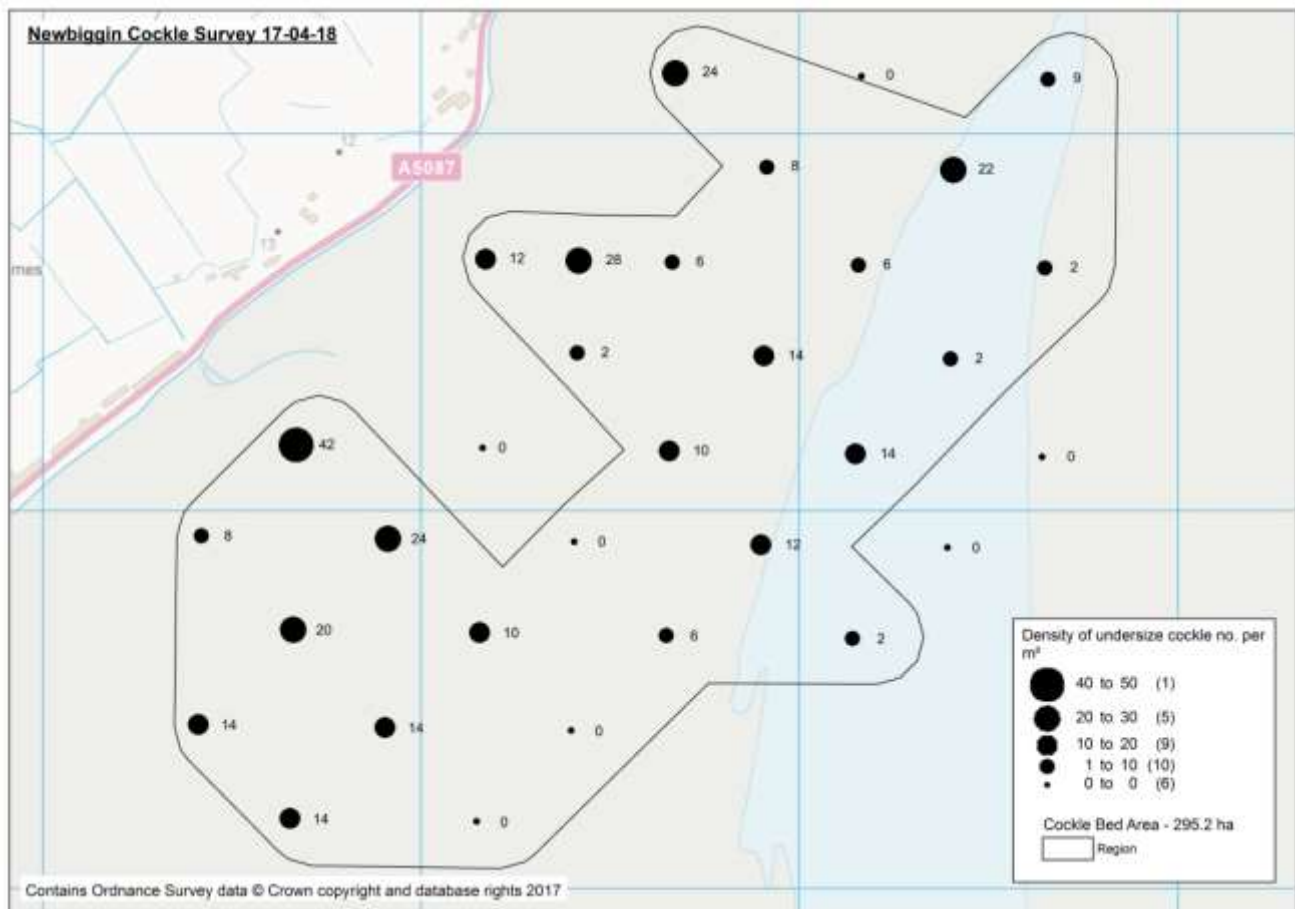 Newbiggin Cockle Survey 17-04-18
24
0
9
12
A5087
8
22
13
mes
12
28
6
6
2
2
14
2
42
0
10
14
0
8
24
0
12
0
20
10
6
2
14
14
0
14
0
Density of undersize cockle no. per
m²
40 to 50 (1)
20 to 30 (5)
10 to 20 (9)
1 to 10 (10)
0 to 0 (6)
Cockle Bed Area - 295.2 ha
Region
Contains Ordnance Survey data © Crown copyright and database rights 2017